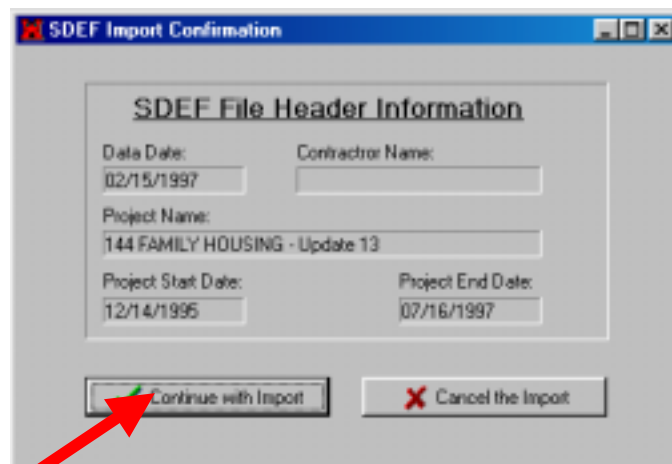 SDEF Import Confirmation
SDEF File Header Information
Data Date: Contractror Name:
02/15/1997
Project Name:
144 FAMILY HOUSING - Update 13
Project Start Date: Project End Date:
12/14/1995 07/16/1997
Continue with Import Cancel the Import